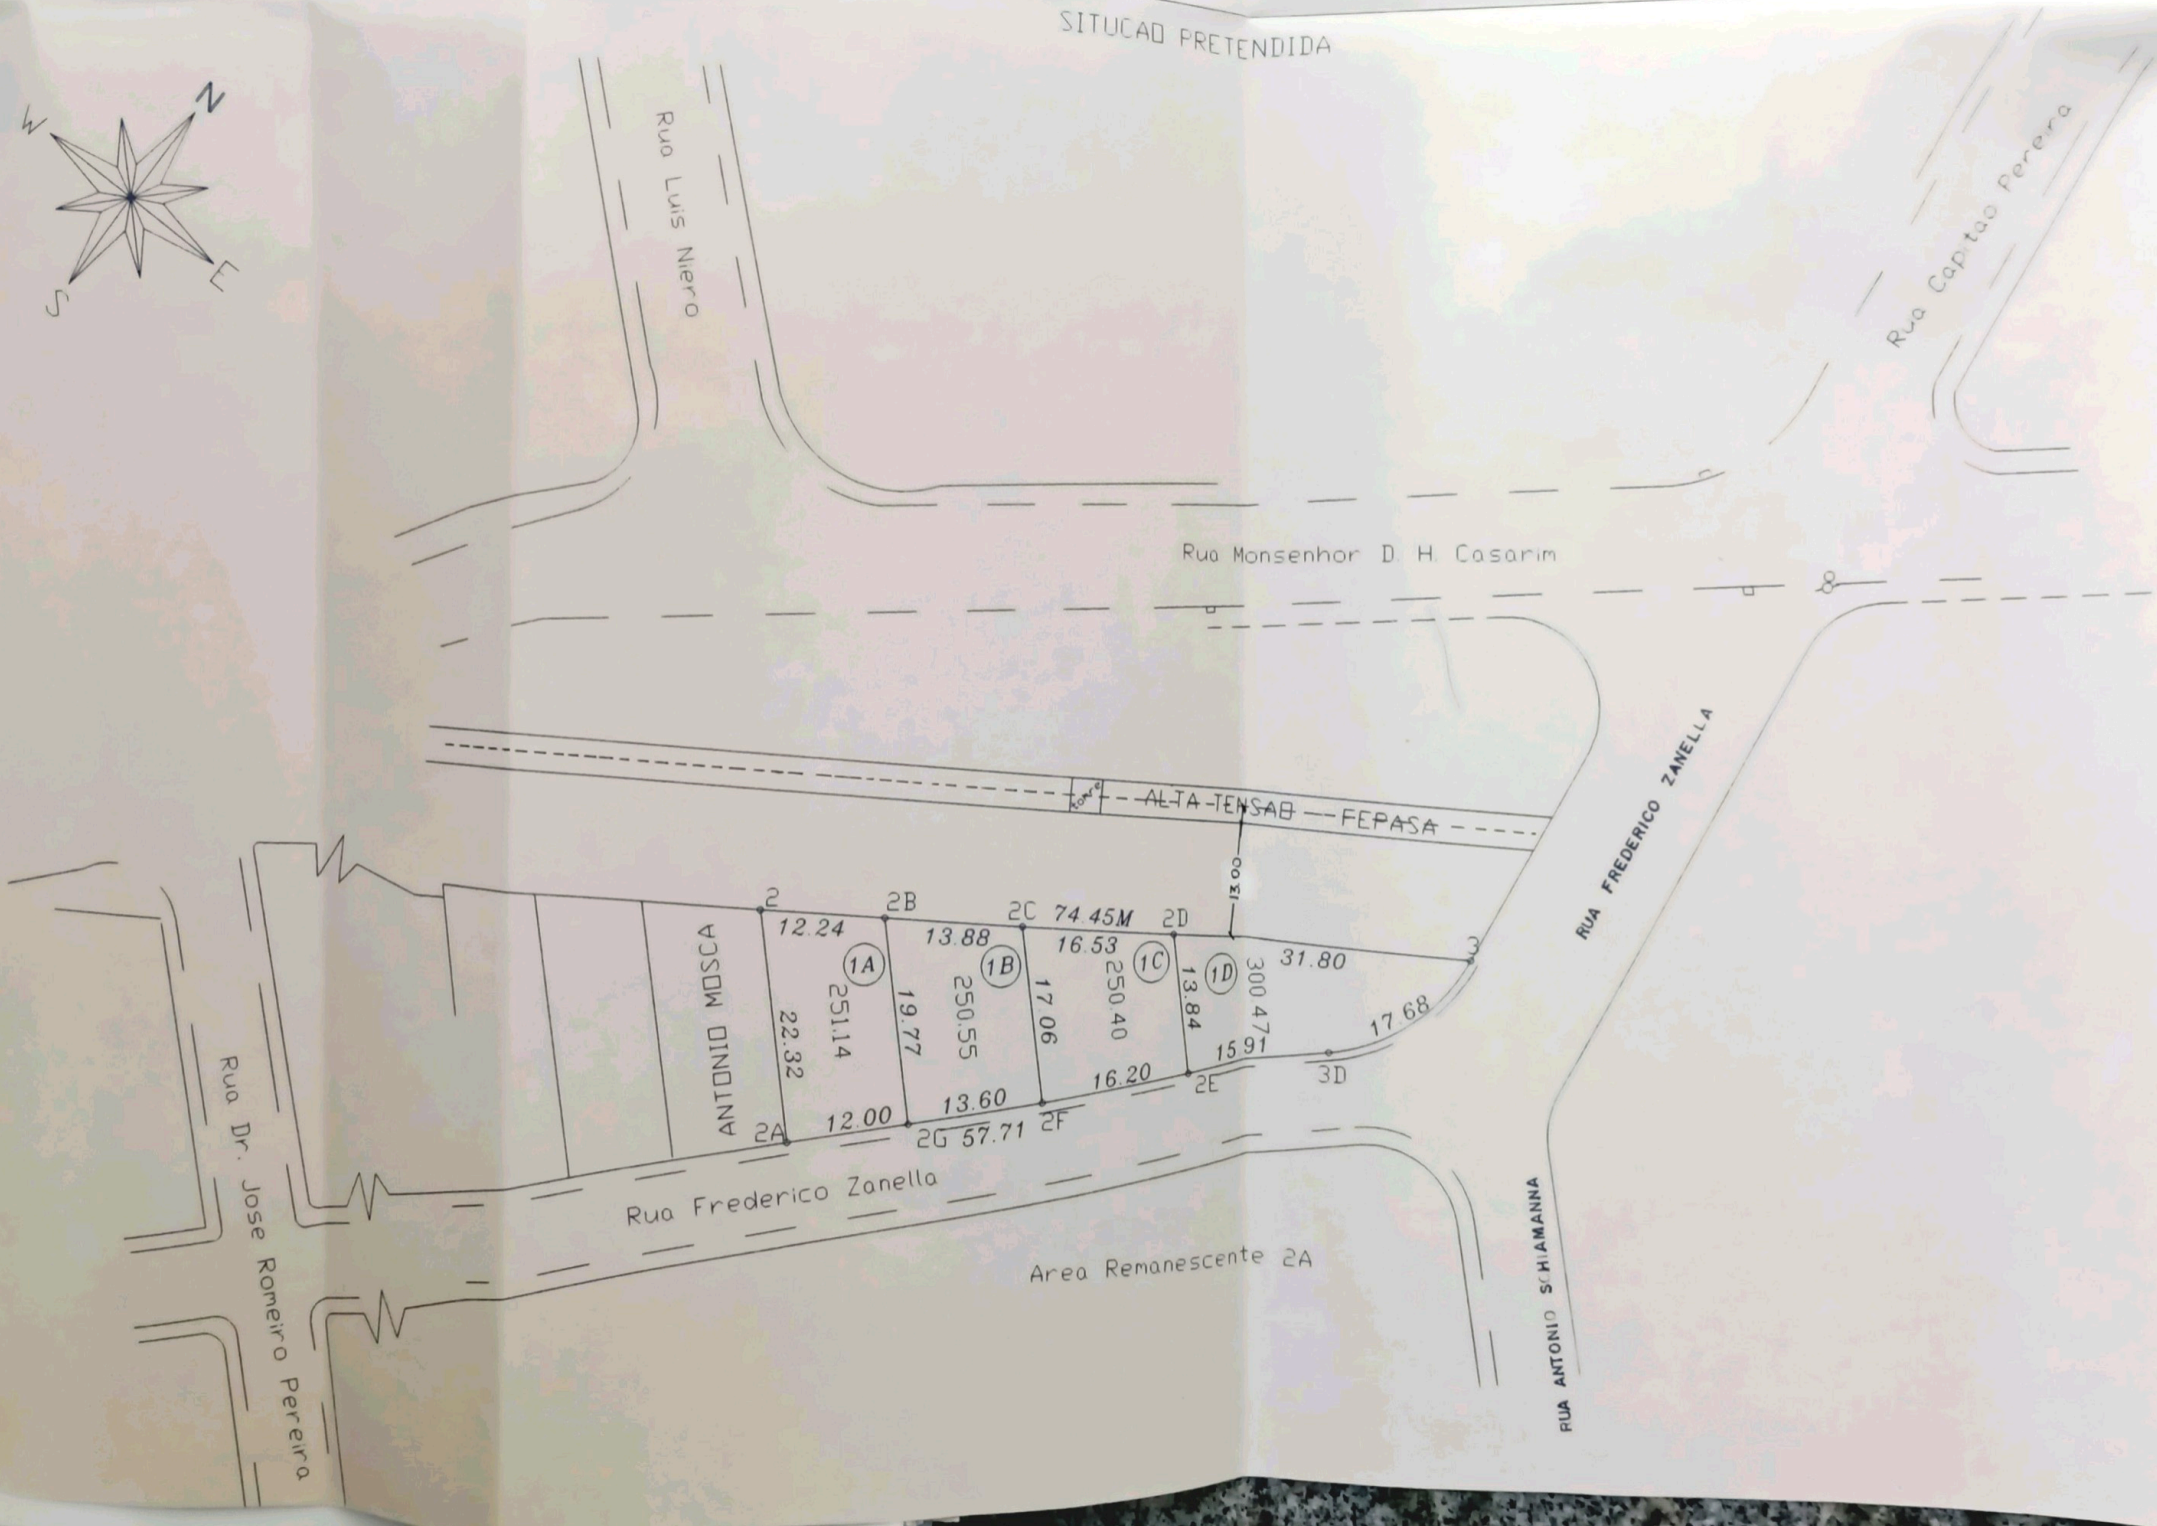 SITUCAO PRETENDIDA
N
W
E
S
Rua Luis Niero
Rua Capitao Pereira
Rua Monsenhor D. H. Casarim
8
torre
ALTA-TENSAO -- FEPASA
RUA FREDERICO ZANELLA
13.00
2
2B
2C
74.45M
2D
3
12.24
13.88
16.53
31.80
1A
1B
1C
1D
ANTONIO MOSCA
22.32
251.14
19.77
250.55
17.06
250.40
13.84
300.47
17.68
15.91
3D
2E
16.20
13.60
12.00
2A
2G
57.71
2F
Rua Frederico Zanella
Rua Dr. Jose Romeiro Pereira
Area Remanescente 2A
RUA ANTONIO SCHIAMANNA